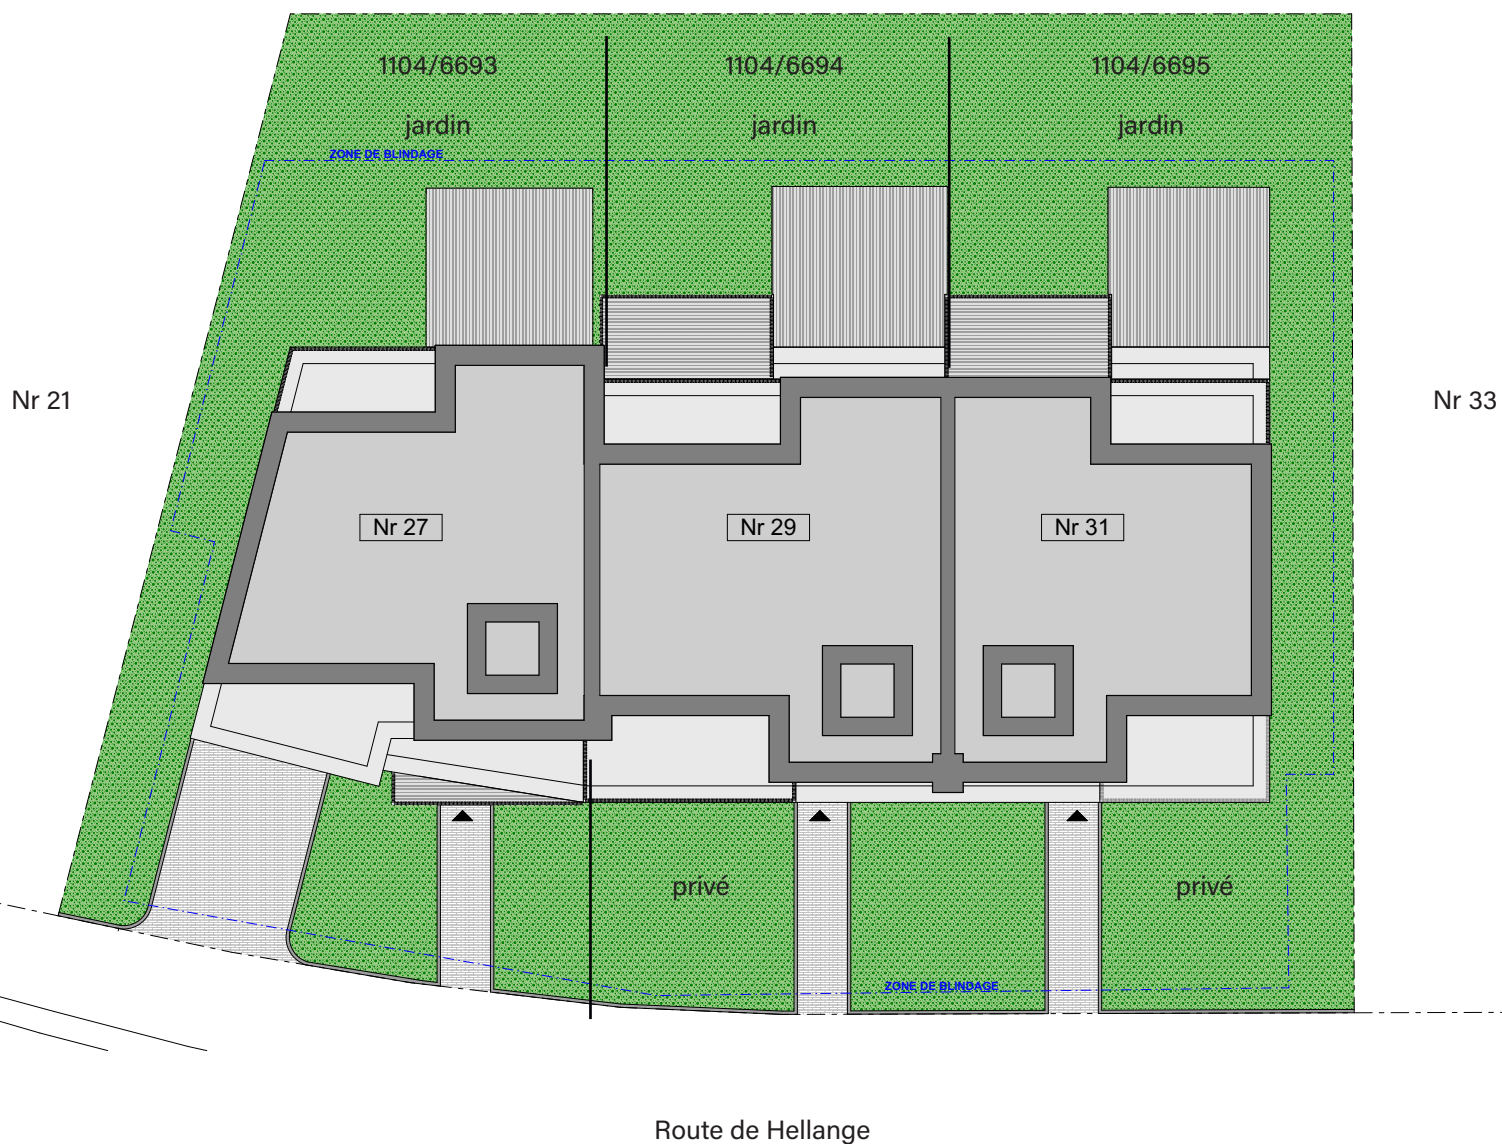 1104/6693
1104/6694
1104/6695
jardin
jardin
jardin
ZONE DE BLINDAGE
Nr 21
Nr 33
Nr 27
Nr 29
Nr 31
privé
privé
ZONE DE BLINDAGE
Route de Hellange